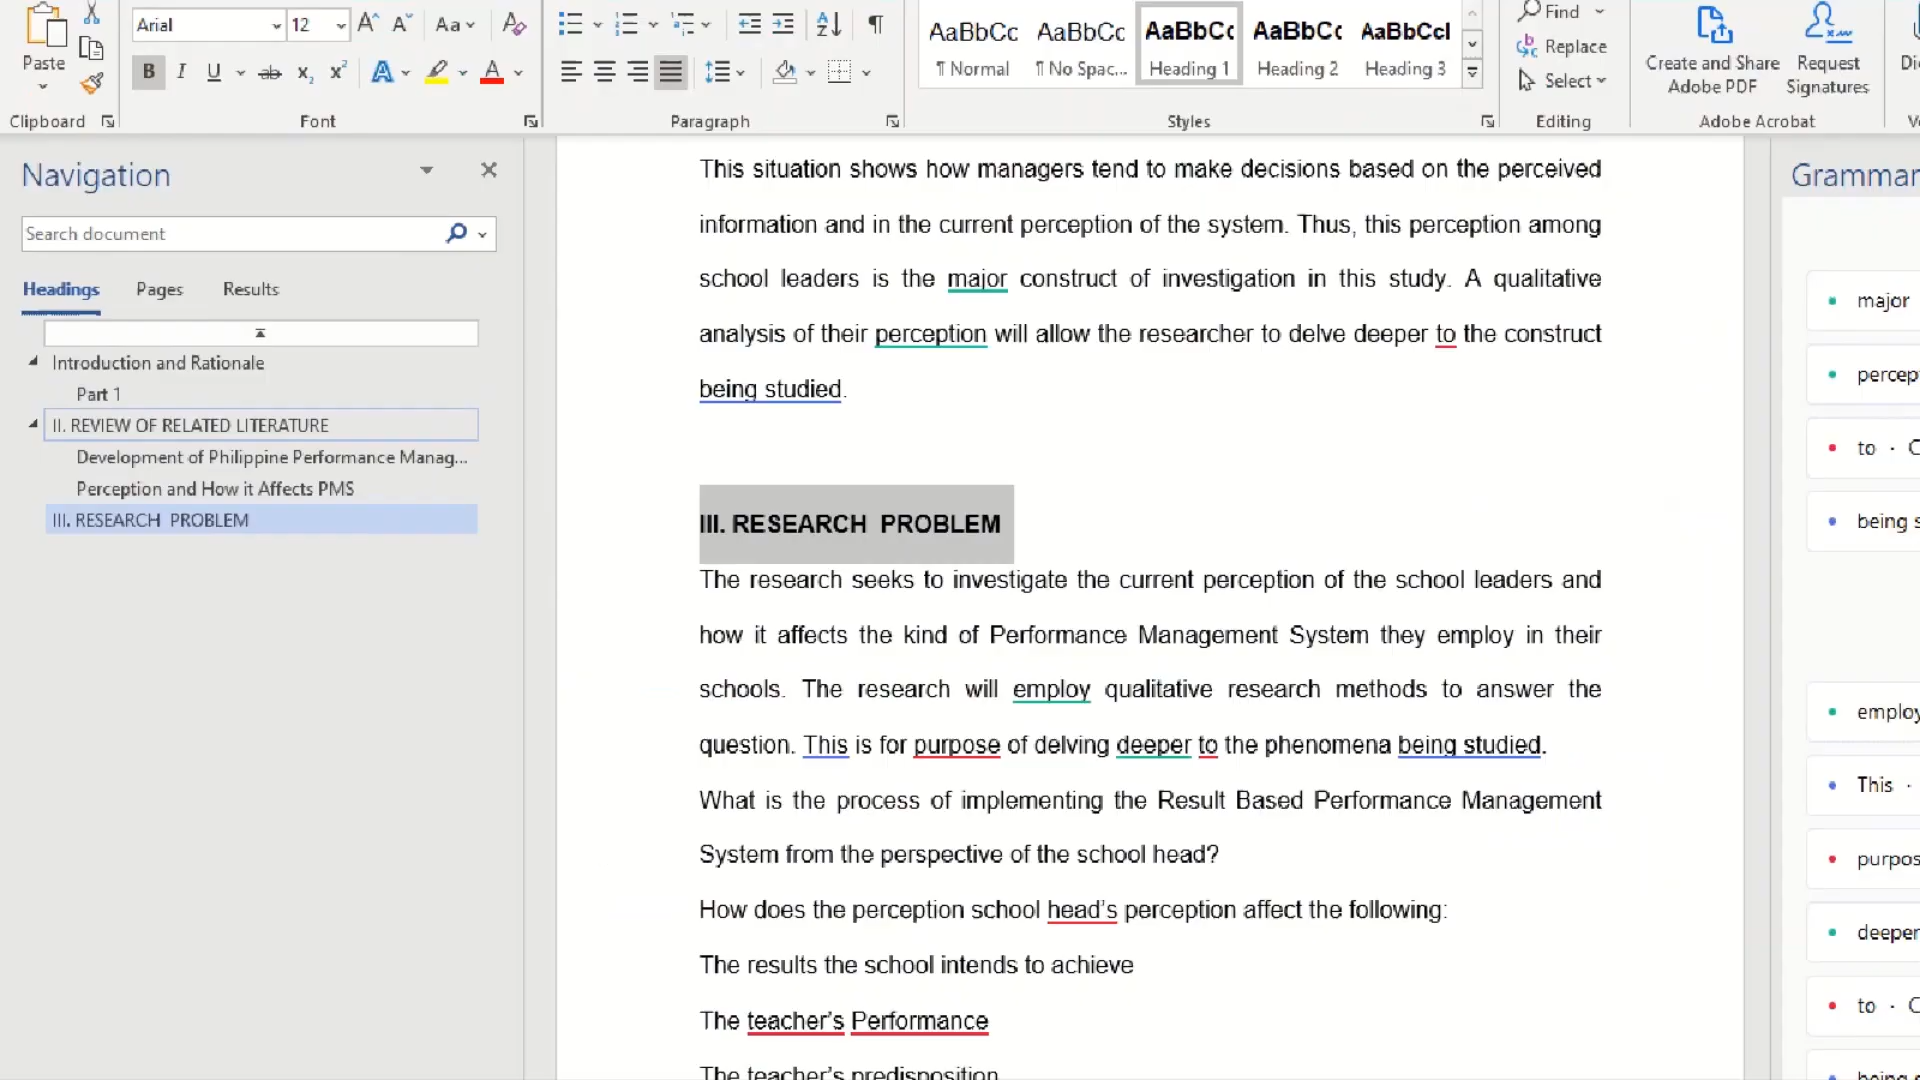 Arial 12 Aa
Paste
B I U ab x₂ x² A A
Clipboard Font Paragraph Styles Editing Adobe Acrobat
AaBbCc AaBbCc AaBbCc AaBbCc AaBbCcl
¶ Normal ¶ No Spac... Heading 1 Heading 2 Heading 3
Find
Replace
Select
Create and Share
Adobe PDF
Request
Signatures
Navigation
Search document
Headings Pages Results
Introduction and Rationale
Part 1
II. REVIEW OF RELATED LITERATURE
Development of Philippine Performance Manag...
Perception and How it Affects PMS
III. RESEARCH  PROBLEM
This situation shows how managers tend to make decisions based on the perceived
information and in the current perception of the system. Thus, this perception among
school leaders is the major construct of investigation in this study. A qualitative
analysis of their perception will allow the researcher to delve deeper to the construct
being studied.
III. RESEARCH  PROBLEM
The research seeks to investigate the current perception of the school leaders and
how it affects the kind of Performance Management System they employ in their
schools. The research will employ qualitative research methods to answer the
question. This is for purpose of delving deeper to the phenomena being studied.
What is the process of implementing the Result Based Performance Management
System from the perspective of the school head?
How does the perception school head's perception affect the following:
The results the school intends to achieve
The teacher's Performance
The teacher's predisposition
Grammar
major
percep
to · C
being s
employ
This ·
purpos
deeper
to · C
being